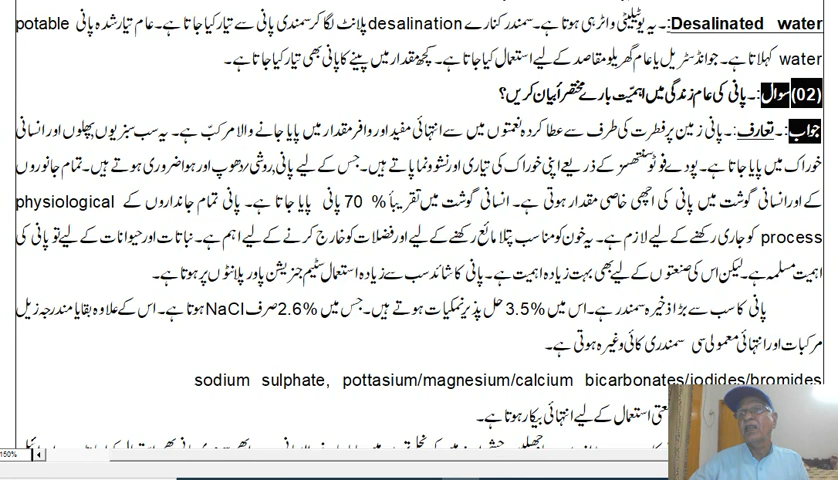 Desalinated water:۔ یہ یوٹیلیٹی واٹر ہی ہوتا ہے۔ سمندر کنارے desalination پلانٹ لگا کر سمندی پانی سے تیار کیا جاتا ہے۔ عام تیار شدہ پانی potable
water کہلاتا ہے۔ جو انڈسٹریل یا عام گھریلو مقاصد کے لیے استعمال کیا جاتا ہے۔ کچھ مقدار میں پینے کا پانی بھی تیار کیا جاتا ہے۔
(02) سوال:۔ پانی کی عام زندگی میں اہمیّت بارے مختصراً بیان کریں؟
جواب:۔ تعارف:۔ پانی زمین پر فطرت کی طرف سے عطا کردہ نعمتوں میں سے انتہائی مفید اور وافر مقدار میں پایا جانے والا مرکّب ہے۔ یہ سب سبزیوں پھلوں اور انسانی
خوراک میں پایا جاتا ہے۔ پودے فوٹو سنتھسز کے ذریعے اپنی خوراک کی تیاری اور نشوونما پاتے ہیں۔ جس کے لیے پانی، روشنی ردھوپ اور ہوا ضروری ہوتے ہیں۔ تمام جانوروں
کے اور انسانی گوشت میں پانی کی اچھی خاصی مقدار ہوتی ہے۔ انسانی گوشت میں تقریباً % 70 پانی پایا جاتا ہے۔ پانی تمام جانداروں کے physiological
process کو جاری رکھنے کے لیے لازم ہے۔ یہ خون کو مناسب پتلا مائع رکھنے کے لیے اور فضلات کو خارج کرنے کے لیے اہم ہے۔ نباتات اور حیوانات کے لیے تو پانی کی
اہمیت مسلمہ ہے۔ لیکن اس کی صنعتوں کے لیے بھی بہت زیادہ اہمیت ہے۔ پانی کا شائد سب سے زیادہ استعمال سٹیم جنزیشن پاور پلانٹوں پر ہوتا ہے۔
پانی کا سب سے بڑا ذخیرہ سمندر ہے۔ اس میں %3.5 حل پذیر نمکیات ہوتے ہیں۔ جس میں %2.6 صرف NaCl ہوتا ہے۔ اس کے علاوہ بقایا مندرجہ زیل
مرکبات اور انتہائی معمولی سی سمندری کائی وغیرہ ہوتی ہے۔
sodium sulphate, pottasium/magnesium/calcium bicarbonates/iodides/bromides
استعمال کے لیے انتہائی بیکار ہوتا ہے۔
150%